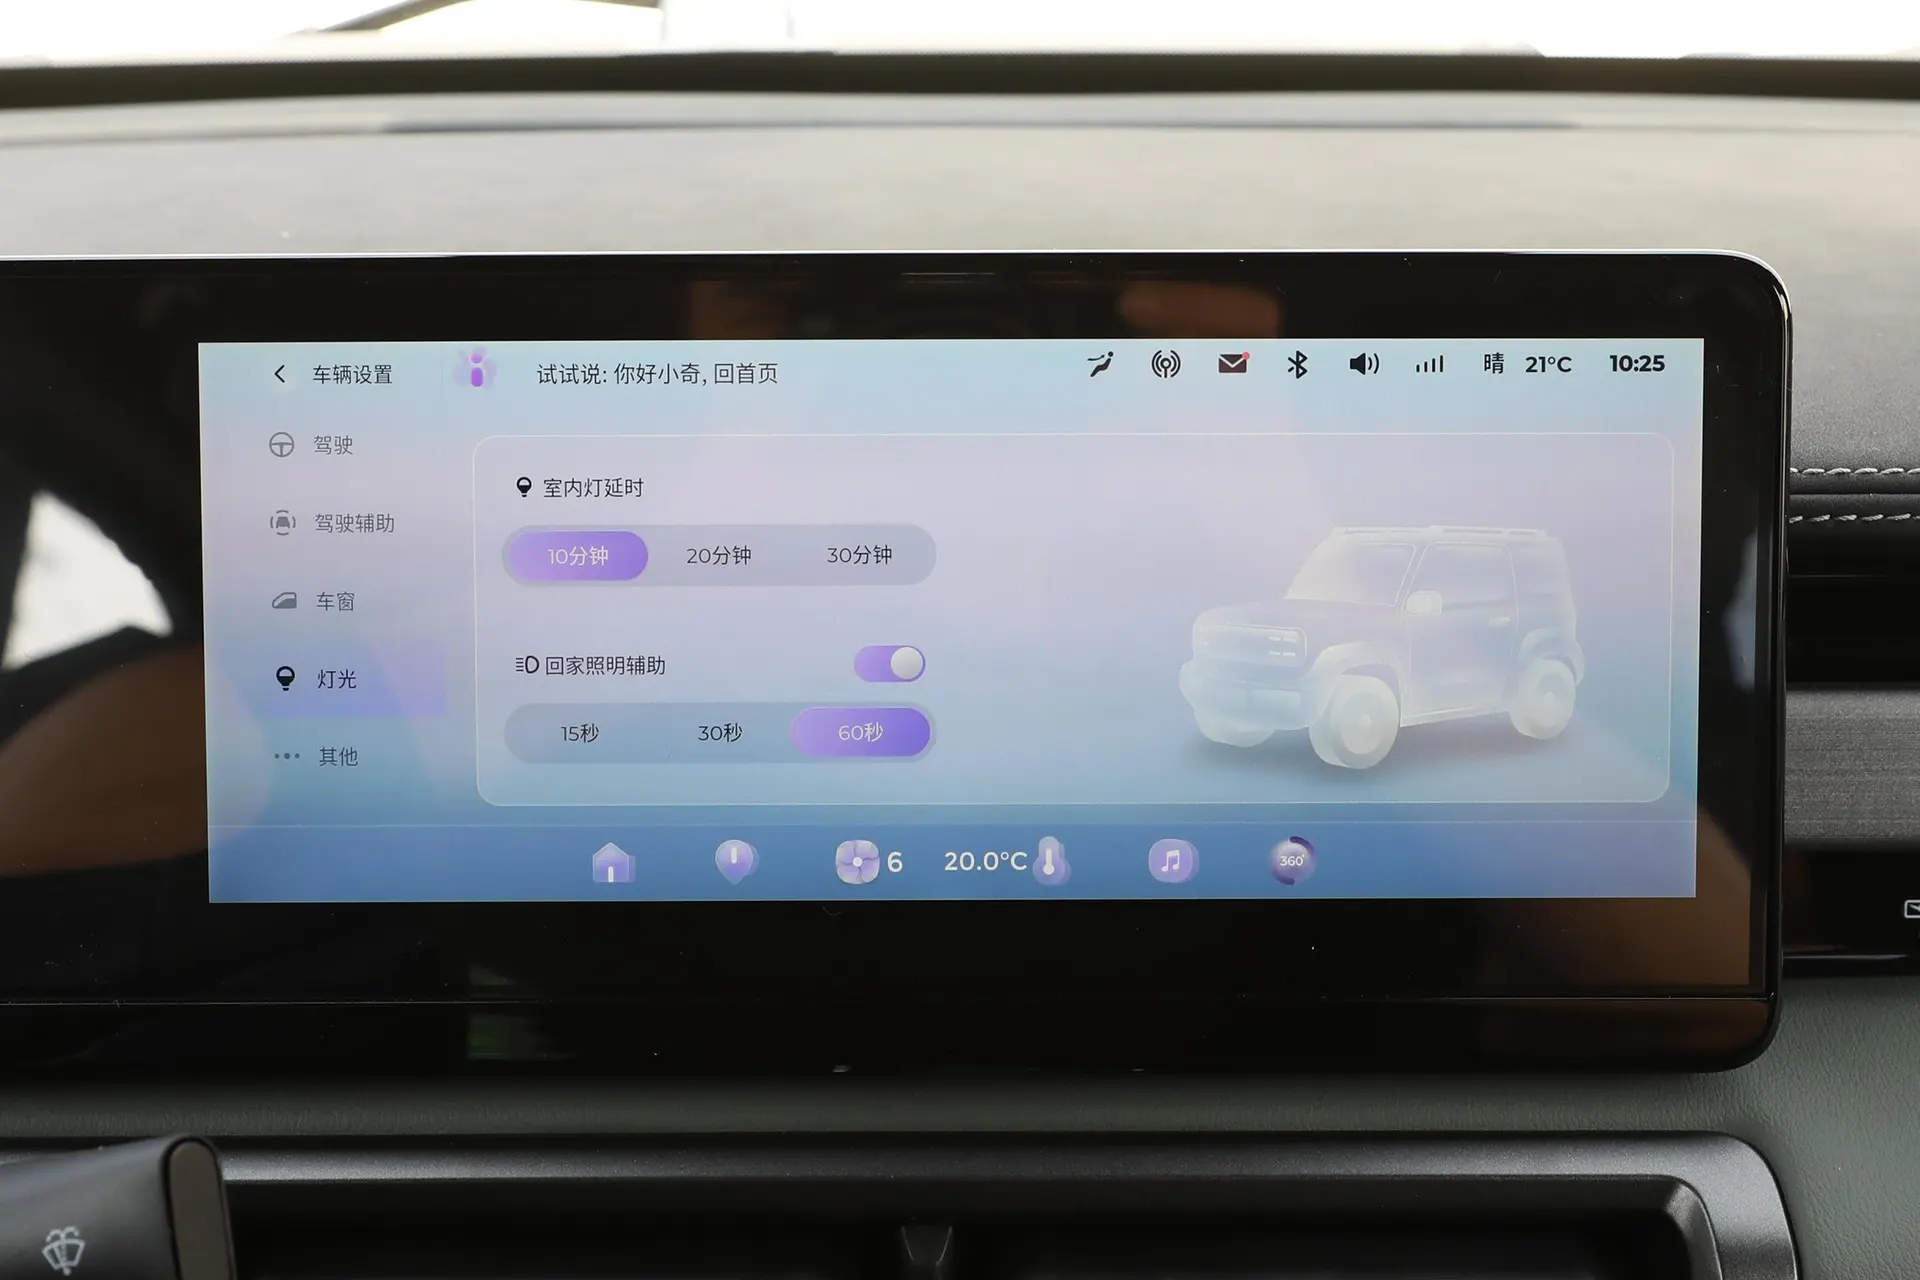 车辆设置
试试说: 你好小奇, 回首页
晴 21°C 10:25
驾驶
驾驶辅助
车窗
灯光
其他
室内灯延时
10分钟 20分钟 30分钟
回家照明辅助
15秒 30秒 60秒
6 20.0°C 360°